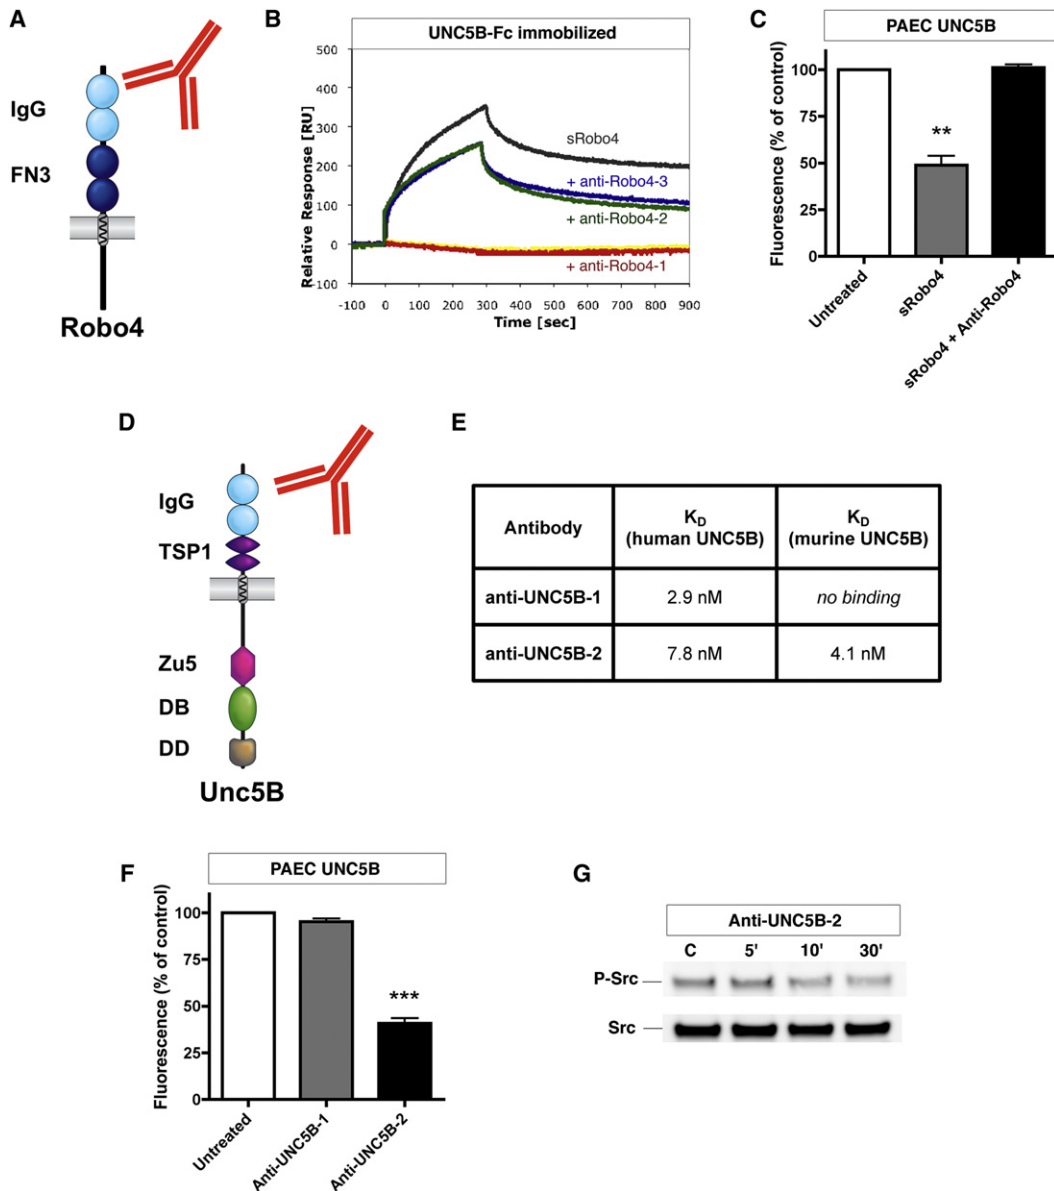 A
IgG
FN3
Robo4
B
UNC5B-Fc immobilized
Relative Response [RU]
500
400
300
200
100
0
-100
sRobo4
+ anti-Robo4-3
+ anti-Robo4-2
+ anti-Robo4-1
-100 0 100 200 300 400 500 600 700 800 900
Time [sec]
C
PAEC UNC5B
Fluorescence (% of control)
100
75
50
25
0
**
Untreated
sRobo4
sRobo4 + Anti-Robo4
D
IgG
TSP1
Zu5
DB
DD
Unc5B
E
Antibody
KD
(human UNC5B)
KD
(murine UNC5B)
anti-UNC5B-1 2.9 nM no binding
anti-UNC5B-2 7.8 nM 4.1 nM
F
PAEC UNC5B
Fluorescence (% of control)
100
75
50
25
0
***
Untreated
Anti-UNC5B-1
Anti-UNC5B-2
G
Anti-UNC5B-2
C 5' 10' 30'
P-Src
Src